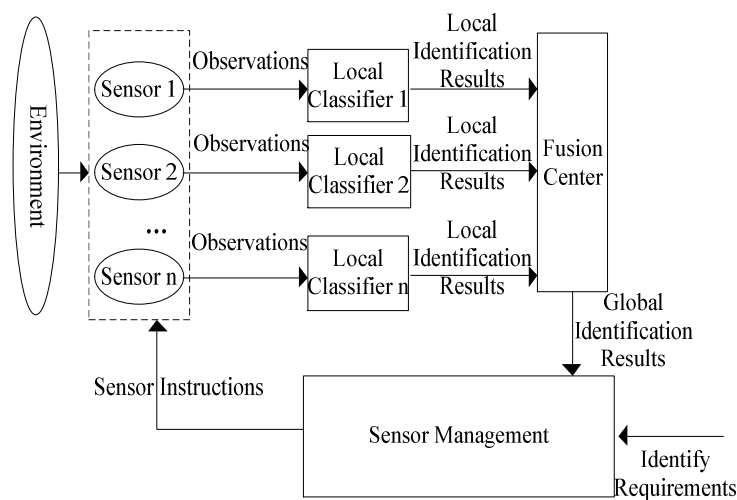 Environment
Sensor 1
Observations
Local
Classifier 1
Local
Identification
Results
Sensor 2
Observations
Local
Classifier 2
Local
Identification
Results
...
Sensor n
Observations
Local
Classifier n
Local
Identification
Results
Fusion
Center
Global
Identification
Results
Sensor Instructions
Sensor Management
Identify
Requirements